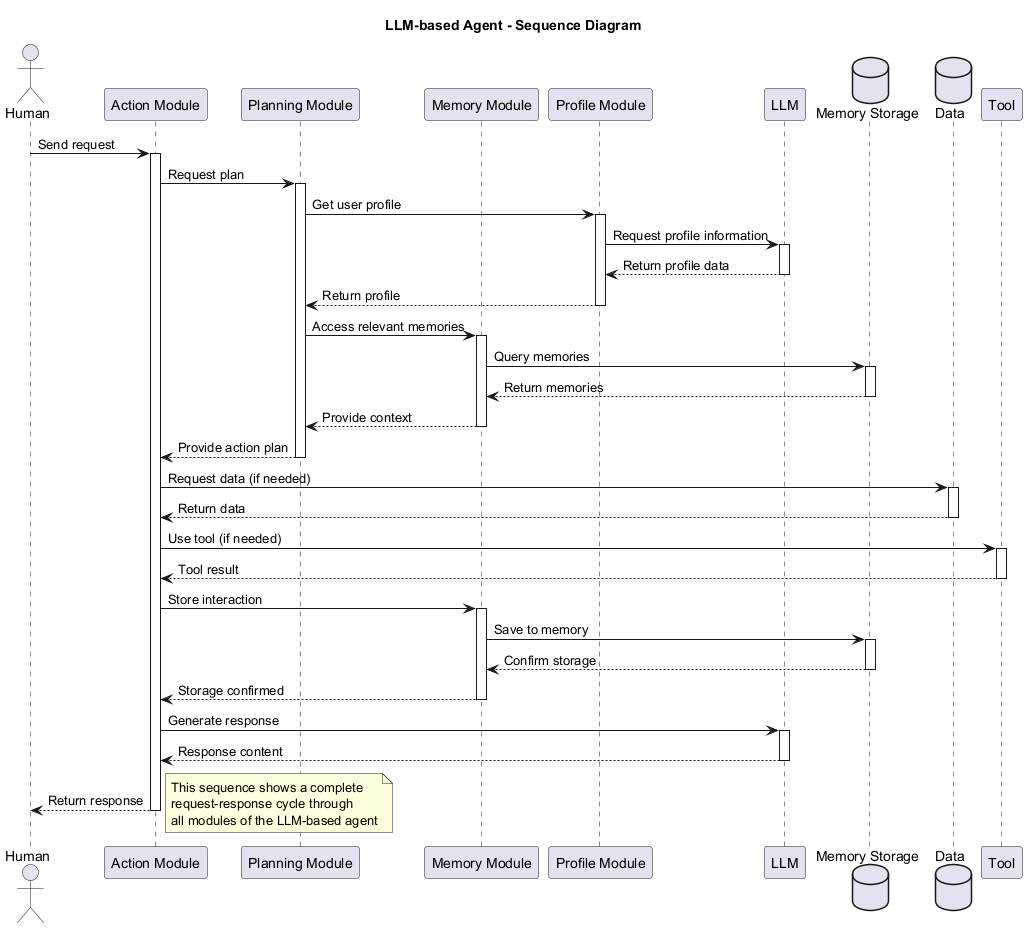 LLM-based Agent - Sequence Diagram
Human
Action Module
Planning Module
Memory Module
Profile Module
LLM
Memory Storage
Data
Tool
Send request
Request plan
Get user profile
Request profile information
Return profile data
Return profile
Access relevant memories
Query memories
Return memories
Provide context
Provide action plan
Request data (if needed)
Return data
Use tool (if needed)
Tool result
Store interaction
Save to memory
Confirm storage
Storage confirmed
Generate response
Response content
This sequence shows a complete
request-response cycle through
all modules of the LLM-based agent
Return response
Human
Action Module
Planning Module
Memory Module
Profile Module
LLM
Memory Storage
Data
Tool